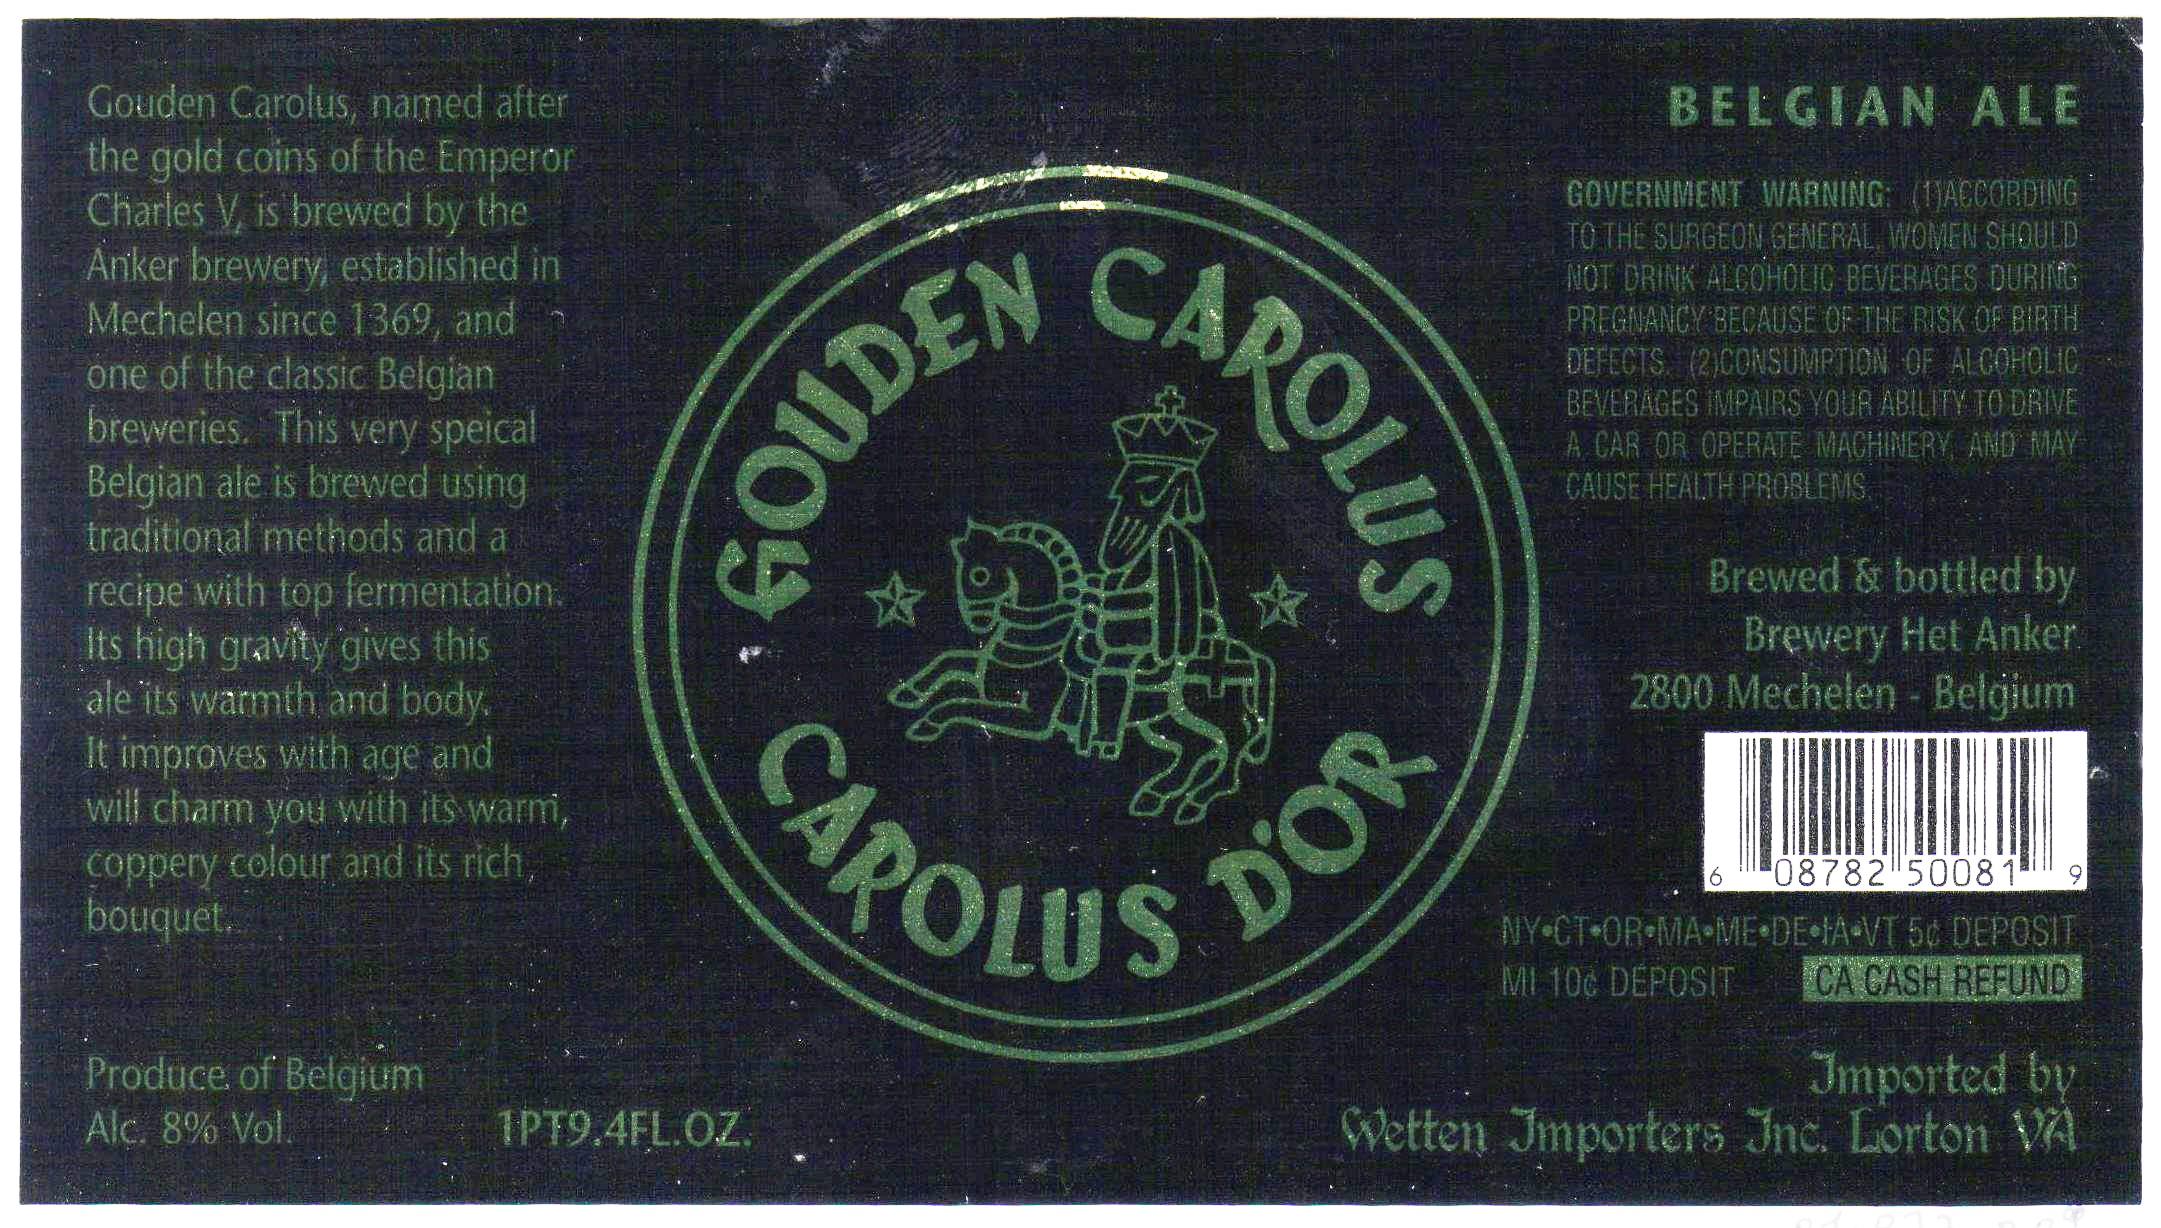 Gouden Carolus, named after
the gold coins of the Emperor
Charles V, is brewed by the
Anker brewery, established in
Mechelen since 1369, and
one of the classic Belgian
breweries. This very speical
Belgian ale is brewed using
traditional methods and a
recipe with top fermentation.
Its high gravity gives this
ale its warmth and body.
It improves with age and
will charm you with its warm,
coppery colour and its rich
bouquet.
Produce of Belgium
Alc. 8% Vol.
1PT9.4FL.OZ.
GOUDEN CAROLUS
CAROLUS D'OR
BELGIAN ALE
GOVERNMENT WARNING: (1)ACCORDING
TO THE SURGEON GENERAL, WOMEN SHOULD
NOT DRINK ALCOHOLIC BEVERAGES DURING
PREGNANCY BECAUSE OF THE RISK OF BIRTH
DEFECTS. (2)CONSUMPTION OF ALCOHOLIC
BEVERAGES IMPAIRS YOUR ABILITY TO DRIVE
A CAR OR OPERATE MACHINERY, AND MAY
CAUSE HEALTH PROBLEMS.
Brewed & bottled by
Brewery Het Anker
2800 Mechelen - Belgium
6 08782 50081 9
NY•CT•OR•MA•ME•DE•IA•VT 5¢ DEPOSIT
MI 10¢ DEPOSIT CA CASH REFUND
Imported by
Wetten Importers Inc. Lorton VA